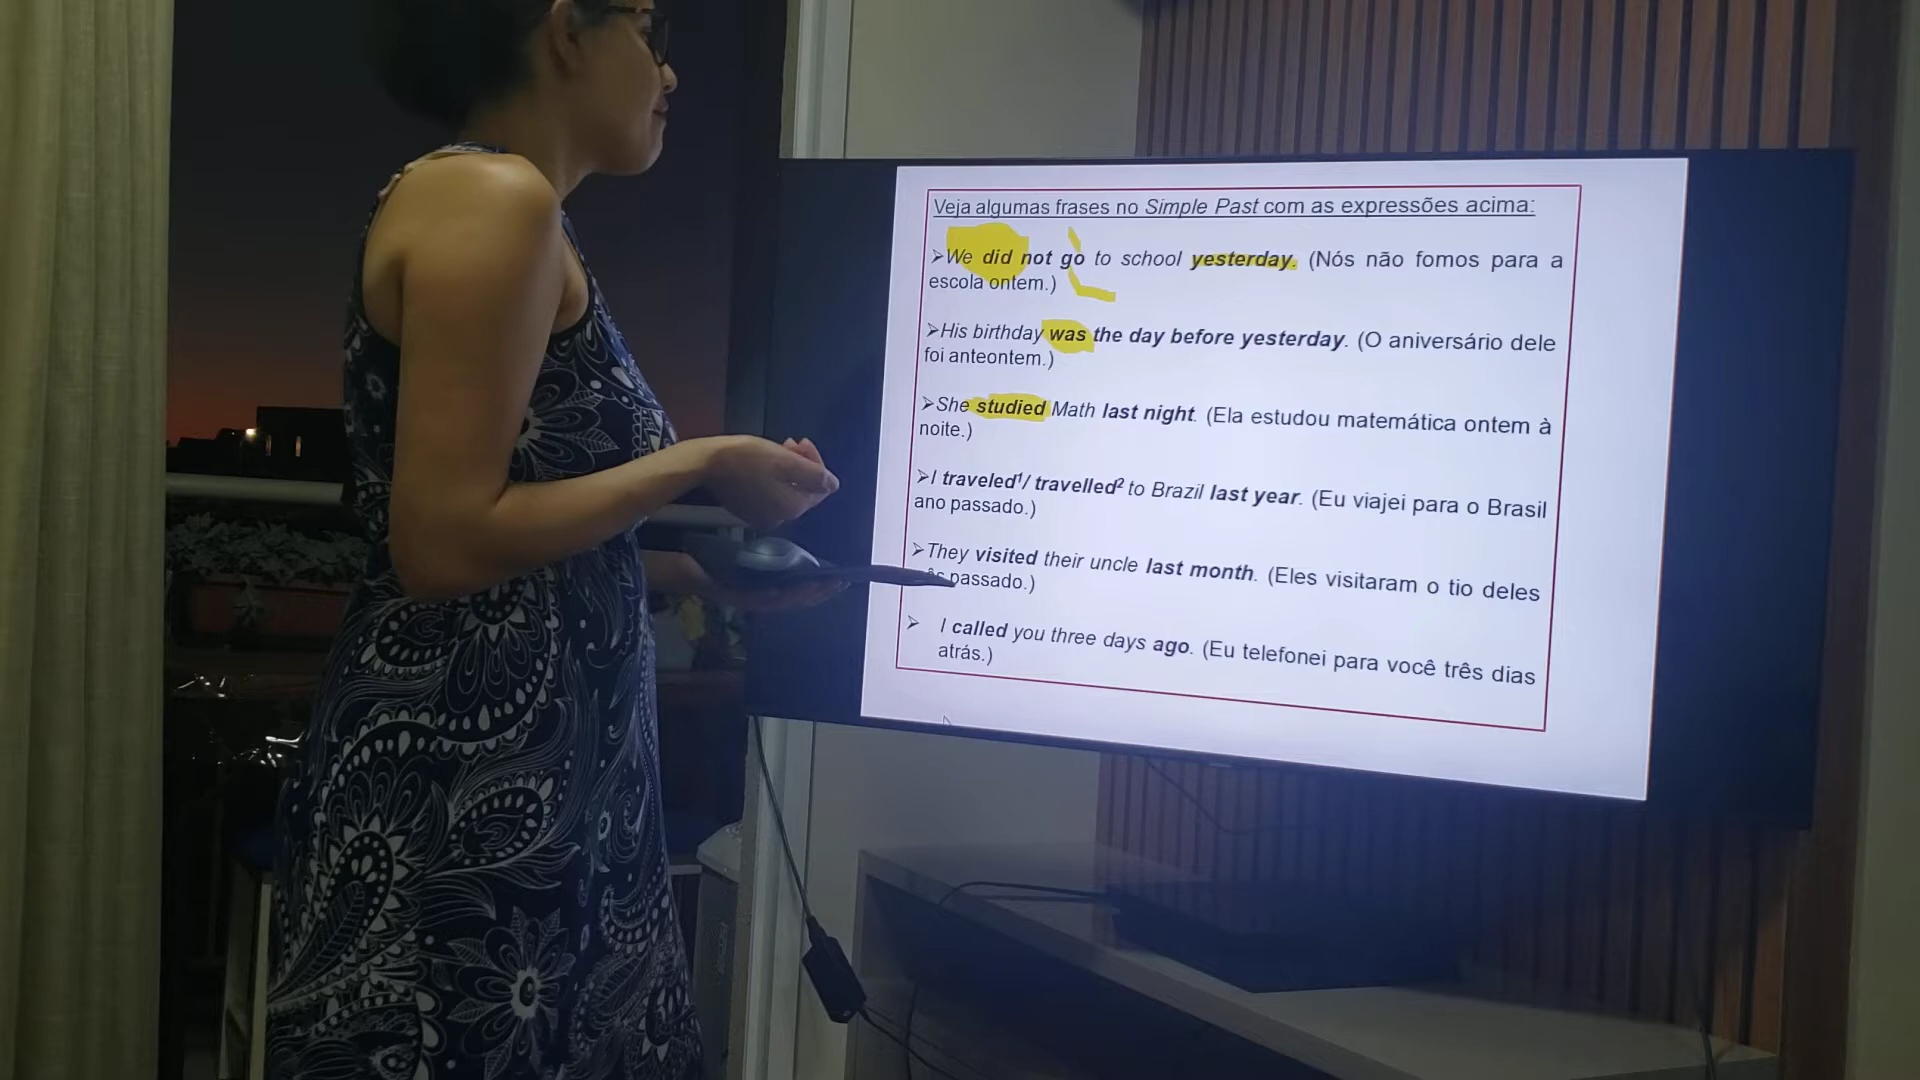 Veja algumas frases no Simple Past com as expressões acima:
➢We did not go to school yesterday. (Nós não fomos para a
escola ontem.)
➢His birthday was the day before yesterday. (O aniversário dele
foi anteontem.)
➢She studied Math last night. (Ela estudou matemática ontem à
noite.)
➢I traveled¹/ travelled² to Brazil last year. (Eu viajei para o Brasil
ano passado.)
➢They visited their uncle last month. (Eles visitaram o tio deles
passado.)
➢ I called you three days ago. (Eu telefonei para você três dias
atrás.)